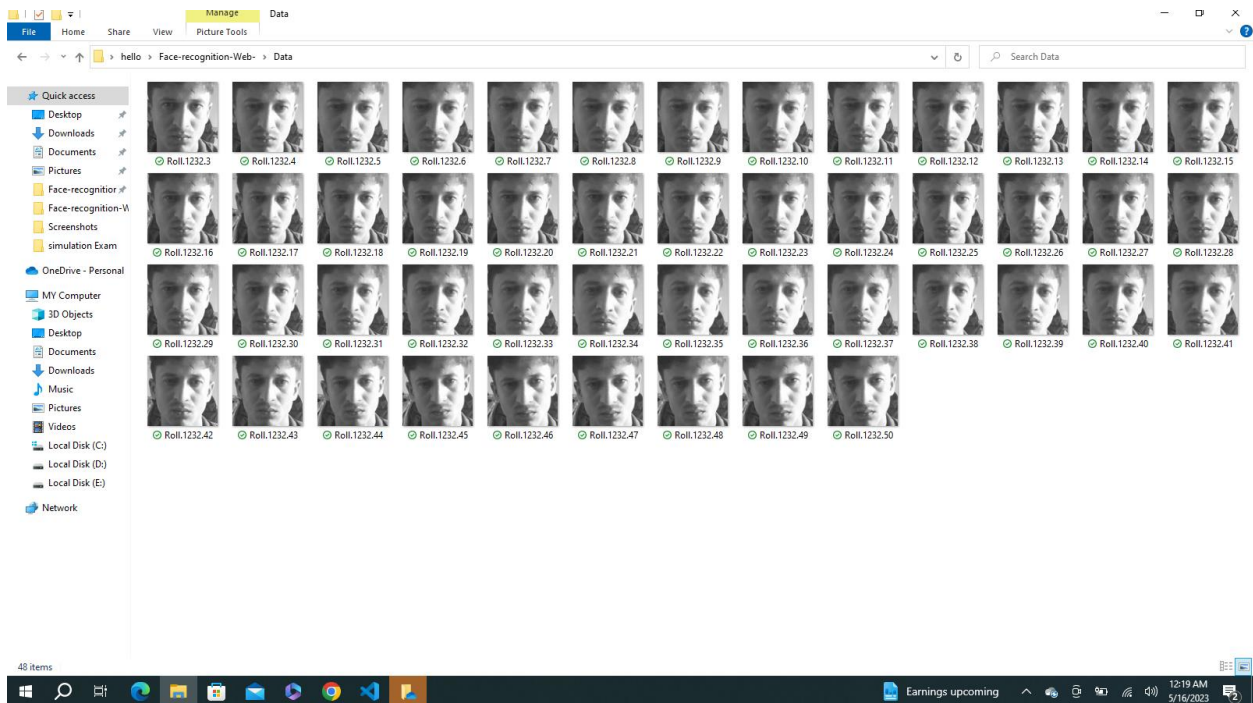 Manage Data
File Home Share View Picture Tools
hello Face-recognition-Web- Data Search Data
Quick access
Desktop
Downloads
Documents
Pictures
Face-recognitior
Face-recognition-W
Screenshots
simulation Exam
OneDrive - Personal
MY Computer
3D Objects
Desktop
Documents
Downloads
Music
Pictures
Videos
Local Disk (C:)
Local Disk (D:)
Local Disk (E:)
Network
Roll.1232.3 Roll.1232.4 Roll.1232.5 Roll.1232.6 Roll.1232.7 Roll.1232.8 Roll.1232.9 Roll.1232.10 Roll.1232.11 Roll.1232.12 Roll.1232.13 Roll.1232.14 Roll.1232.15
Roll.1232.16 Roll.1232.17 Roll.1232.18 Roll.1232.19 Roll.1232.20 Roll.1232.21 Roll.1232.22 Roll.1232.23 Roll.1232.24 Roll.1232.25 Roll.1232.26 Roll.1232.27 Roll.1232.28
Roll.1232.29 Roll.1232.30 Roll.1232.31 Roll.1232.32 Roll.1232.33 Roll.1232.34 Roll.1232.35 Roll.1232.36 Roll.1232.37 Roll.1232.38 Roll.1232.39 Roll.1232.40 Roll.1232.41
Roll.1232.42 Roll.1232.43 Roll.1232.44 Roll.1232.45 Roll.1232.46 Roll.1232.47 Roll.1232.48 Roll.1232.49 Roll.1232.50
48 items
Earnings upcoming 12:19 AM
5/16/2023 2